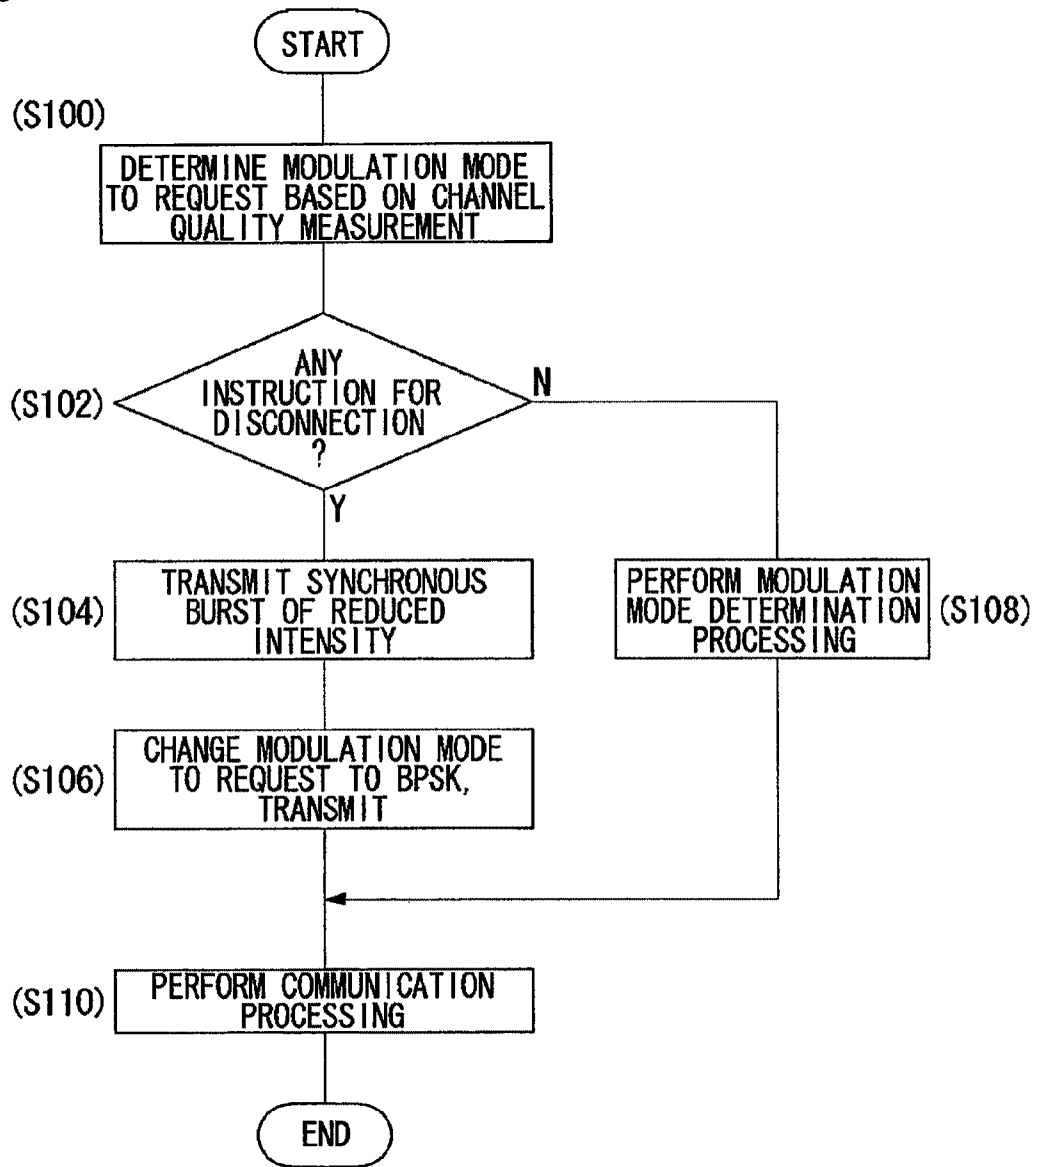 START
(S100)
DETERMINE MODULATION MODE
TO REQUEST BASED ON CHANNEL
QUALITY MEASUREMENT
(S102)
ANY
INSTRUCTION FOR
DISCONNECTION
?
N
Y
(S104)
TRANSMIT SYNCHRONOUS
BURST OF REDUCED
INTENSITY
PERFORM MODULATION
MODE DETERMINATION
PROCESSING
(S108)
(S106)
CHANGE MODULATION MODE
TO REQUEST TO BPSK,
TRANSMIT
(S110)
PERFORM COMMUNICATION
PROCESSING
END